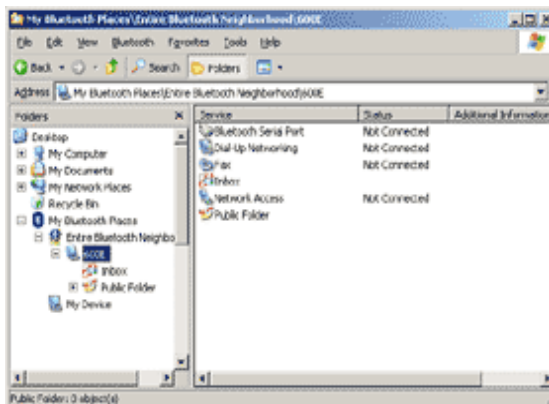 My Bluetooth Places\Entire Bluetooth Neighborhood\600E
File Edit View Bluetooth Favorites Tools Help
Back Search Folders
Address My Bluetooth Places\Entire Bluetooth Neighborhood\600E
Folders Service Status Additional Information
Desktop Bluetooth Serial Port Not Connected
My Computer Dial-Up Networking Not Connected
My Documents Fax Not Connected
My Network Places Inbox
Recycle Bin Network Access Not Connected
My Bluetooth Places Public Folder
Entire Bluetooth Neighbo
600E
Inbox
Public Folder
My Device
Public Folder: 0 object(s)